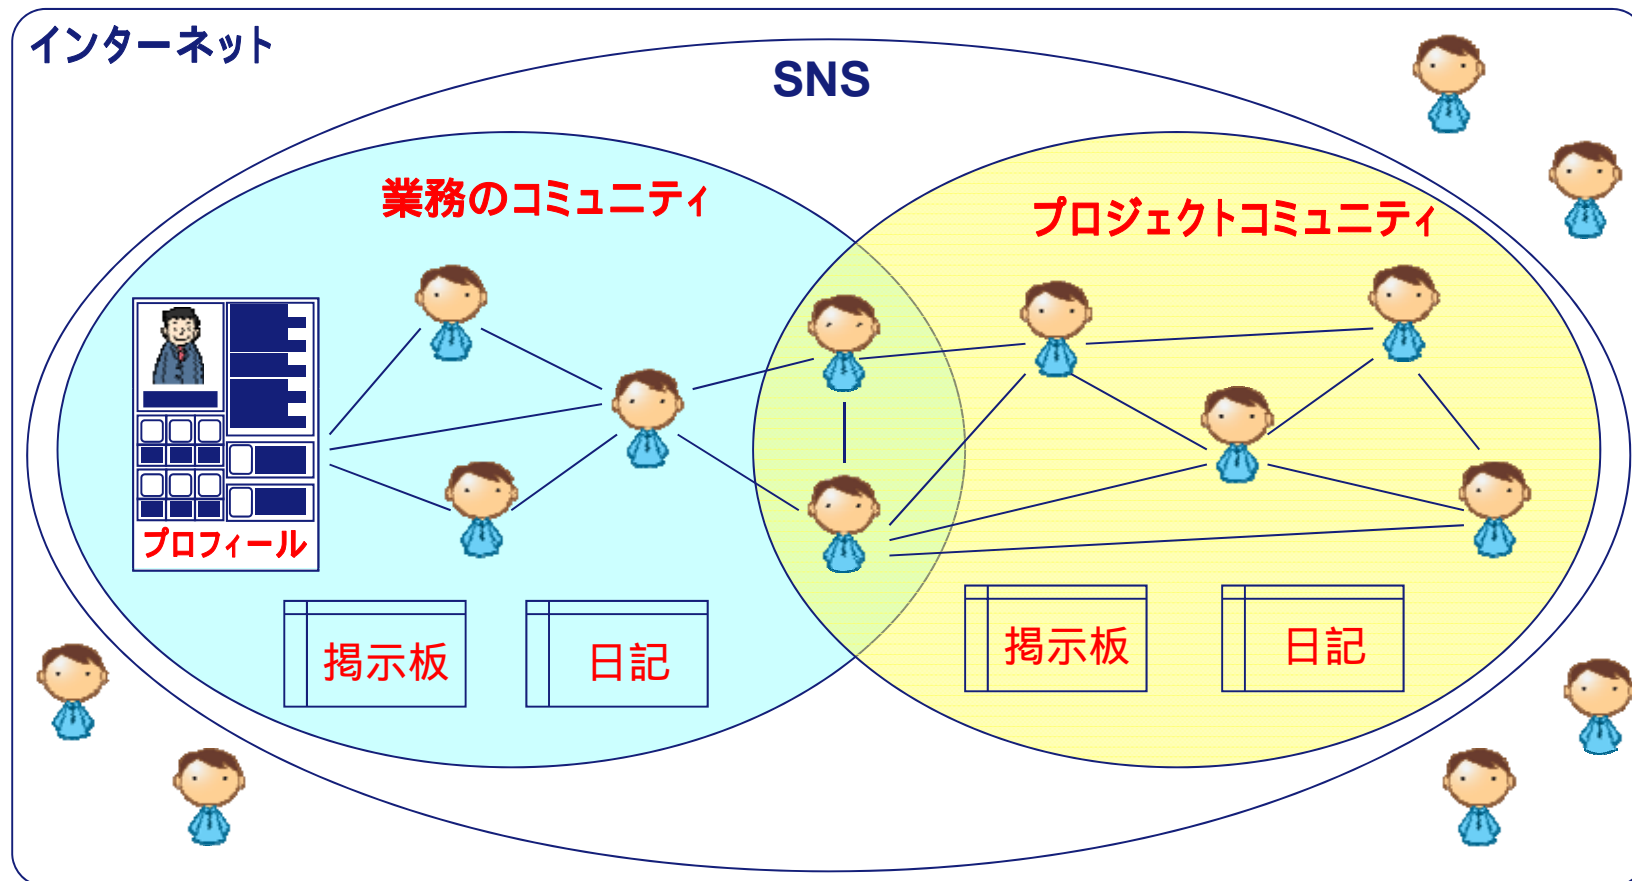 インターネット
SNS
業務のコミュニティ
プロジェクトコミュニティ
プロフィール
掲示板
日記
掲示板
日記